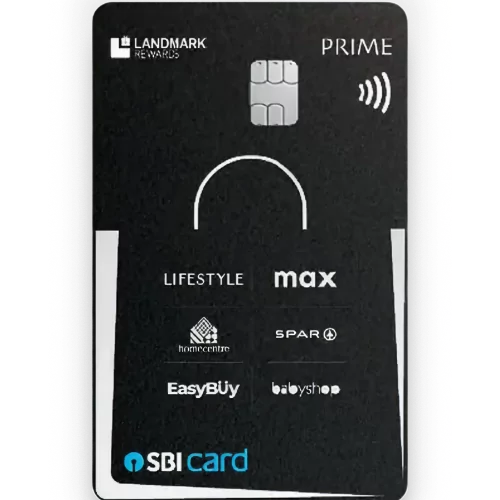 LANDMARK
REWARDS
PRIME
LIFESTYLE
max
homecentre
SPAR
EasyBUy
babyshop
SBI card